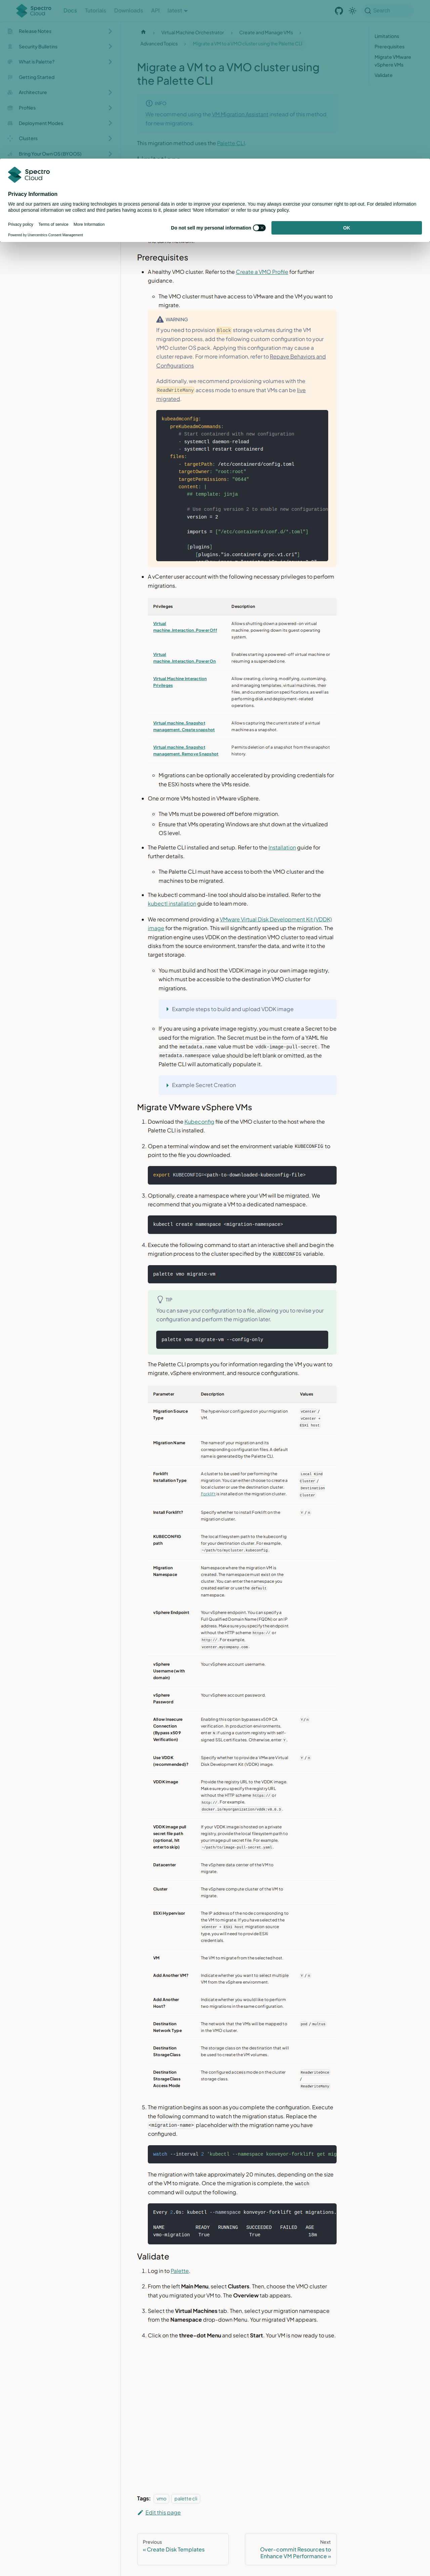 Spectro Cloud
Docs
Tutorials
Downloads
API
latest
Search
Release Notes
Security Bulletins
What is Palette?
Getting Started
Architecture
Profiles
Deployment Modes
Clusters
Bring Your Own OS (BYOOS)
Virtual Machine Orchestrator
Create and Manage VMs
Advanced Topics
Migrate a VM to a VMO cluster using the Palette CLI
Limitations
Prerequisites
Migrate VMware vSphere VMs
Validate
Migrate a VM to a VMO cluster using the Palette CLI
INFO
We recommend using the VM Migration Assistant instead of this method for new migrations.
This migration method uses the Palette CLI.
Spectro Cloud
Privacy Information
We and our partners are using tracking technologies to process personal data in order to improve your experience. You may always exercise your consumer right to opt-out. For detailed information about personal information we
collect and third parties having access to it, please select 'More Information' or refer to our privacy policy.
Privacy policy
Terms of service
More Information
Powered by Usercentrics Consent Management
Do not sell my personal information
OK
Prerequisites
A healthy VMO cluster. Refer to the Create a VMO Profile for further
guidance.
The VMO cluster must have access to VMware and the VM you want to
migrate.
WARNING
If you need to provision Block storage volumes during the VM
migration process, add the following custom configuration to your
VMO cluster OS pack. Applying this configuration may cause a
cluster repave. For more information, refer to Repave Behaviors and
Configurations
Additionally, we recommend provisioning volumes with the
ReadWriteMany access mode to ensure that VMs can be live
migrated.
kubeadmconfig:
preKubeadmCommands:
# Start containerd with new configuration
- systemctl daemon-reload
- systemctl restart containerd
files:
- targetPath: /etc/containerd/config.toml
targetOwner: "root:root"
targetPermissions: "0644"
content: |
## template: jinja
# Use config version 2 to enable new configuration
version = 2
imports = ["/etc/containerd/conf.d/*.toml"]
[plugins]
[plugins."io.containerd.grpc.v1.cri"]
A vCenter user account with the following necessary privileges to perform
migrations.
Privileges
Description
Virtual machine.Interaction.Power Off
Allow shutting down a powered-on virtual machine, powering down its guest operating system.
Virtual machine.Interaction.Power On
Enables starting a powered-off virtual machine or resuming a suspended one.
Virtual Machine Interaction Privileges
Allow creating, cloning, modifying, customizing, and managing templates, virtual machines, their files, and customization specifications, as well as performing disk and deployment-related operations.
Virtual machine.Snapshot management.Create snapshot
Allows capturing the current state of a virtual machine as a snapshot.
Virtual machine.Snapshot management.Remove Snapshot
Permits deletion of a snapshot from the snapshot history.
Migrations can be optionally accelerated by providing credentials for
the ESXi hosts where the VMs reside.
One or more VMs hosted in VMware vSphere.
The VMs must be powered off before migration.
Ensure that VMs operating Windows are shut down at the virtualized
OS level.
The Palette CLI installed and setup. Refer to the Installation guide for
further details.
The Palette CLI must have access to both the VMO cluster and the
machines to be migrated.
The kubectl command-line tool should also be installed. Refer to the
kubectl installation guide to learn more.
We recommend providing a VMware Virtual Disk Development Kit (VDDK)
image for the migration. This will significantly speed up the migration. The
migration engine uses VDDK on the destination VMO cluster to read virtual
disks from the source environment, transfer the data, and write it to the
target storage.
You must build and host the VDDK image in your own image registry,
which must be accessible to the destination VMO cluster for
migrations.
Example steps to build and upload VDDK image
If you are using a private image registry, you must create a Secret to be
used for the migration. The Secret must be in the form of a YAML file
and the metadata.name value must be vddk-image-pull-secret. The
metadata.namespace value should be left blank or omitted, as the
Palette CLI will automatically populate it.
Example Secret Creation
Migrate VMware vSphere VMs
1. Download the Kubeconfig file of the VMO cluster to the host where the
Palette CLI is installed.
2. Open a terminal window and set the environment variable KUBECONFIG to
point to the file you downloaded.
export KUBECONFIG=<path-to-downloaded-kubeconfig-file>
3. Optionally, create a namespace where your VM will be migrated. We
recommend that you migrate a VM to a dedicated namespace.
kubectl create namespace <migration-namespace>
4. Execute the following command to start an interactive shell and begin the
migration process to the cluster specified by the KUBECONFIG variable.
palette vmo migrate-vm
TIP
You can save your configuration to a file, allowing you to revise your
configuration and perform the migration later.
palette vmo migrate-vm --config-only
The Palette CLI prompts you for information regarding the VM you want to
migrate, vSphere environment, and resource configurations.
Parameter
Description
Values
Migration Source Type
The hypervisor configured on your migration VM.
vCenter / vCenter + ESXi host
Migration Name
The name of your migration and its corresponding configuration files. A default name is generated by the Palette CLI.
Forklift Installation Type
A cluster to be used for performing the migration. You can either choose to create a local cluster or use the destination cluster. Forklift is installed on the migration cluster.
Local Kind Cluster / Destination Cluster
Install Forklift?
Specify whether to install Forklift on the migration cluster.
Y / n
KUBECONFIG path
The local filesystem path to the kubeconfig for your destination cluster. For example, ~/path/to/mycluster.kubeconfig.
Migration Namespace
Namespace where the migration VM is created. The namespace must exist on the cluster. You can enter the namespace you created earlier or use the default namespace.
vSphere Endpoint
Your vSphere endpoint. You can specify a Full Qualified Domain Name (FQDN) or an IP address. Make sure you specify the endpoint without the HTTP scheme https:// or http://. For example, vcenter.mycompany.com.
vSphere Username (with domain)
Your vSphere account username.
vSphere Password
Your vSphere account password.
Allow Insecure Connection (Bypass x509 Verification)
Enabling this option bypasses x509 CA verification. In production environments, enter N if using a custom registry with self-signed SSL certificates. Otherwise, enter Y.
Y/n
Use VDDK (recommended)?
Specify whether to provide a VMware Virtual Disk Development Kit (VDDK) image.
Y / n
VDDK Image
Provide the registry URL to the VDDK image. Make sure you specify the registry URL without the HTTP scheme https:// or http://. For example, docker.io/myorganization/vddk:v8.0.3.
VDDK image pull secret file path (optional, hit enter to skip)
If your VDDK image is hosted on a private registry, provide the local filesystem path to your image pull secret file. For example, ~/path/to/image-pull-secret.yaml.
Datacenter
The vSphere data center of the VM to migrate.
Cluster
The vSphere compute cluster of the VM to migrate.
ESXi Hypervisor
The IP address of the node corresponding to the VM to migrate. If you have selected the vCenter + ESXi host migration source type, you will need to provide ESXi credentials.
VM
The VM to migrate from the selected host.
Add Another VM?
Indicate whether you want to select multiple VM from the vSphere environment.
Y / n
Add Another Host?
Indicate whether you would like to perform two migrations in the same configuration
Destination Network Type
The network that the VMs will be mapped to in the VMO cluster.
pod / multus
Destination StorageClass
The storage class on the destination that will be used to create the VM volumes.
Destination StorageClass Access Mode
The configured access mode on the cluster storage class.
ReadWriteOnce / ReadWriteMany
5. The migration begins as soon as you complete the configuration. Execute
the following command to watch the migration status. Replace the
<migration-name> placeholder with the migration name you have
configured.
watch --interval 2 'kubectl --namespace konveyor-forklift get mig
The migration with take approximately 20 minutes, depending on the size
of the VM to migrate. Once the migration is complete, the watch
command will output the following.
Every 2.0s: kubectl --namespace konveyor-forklift get migrations.
NAME READY RUNNING SUCCEEDED FAILED AGE
vmo-migration True True 18m
Validate
1. Log in to Palette.
2. From the left Main Menu, select Clusters. Then, choose the VMO cluster
that you migrated your VM to. The Overview tab appears.
3. Select the Virtual Machines tab. Then, select your migration namespace
from the Namespace drop-down Menu. Your migrated VM appears.
4. Click on the three-dot Menu and select Start. Your VM is now ready to use.
Tags:
vmo
palette cli
Edit this page
Previous
« Create Disk Templates
Next
Over-commit Resources to
Enhance VM Performance »